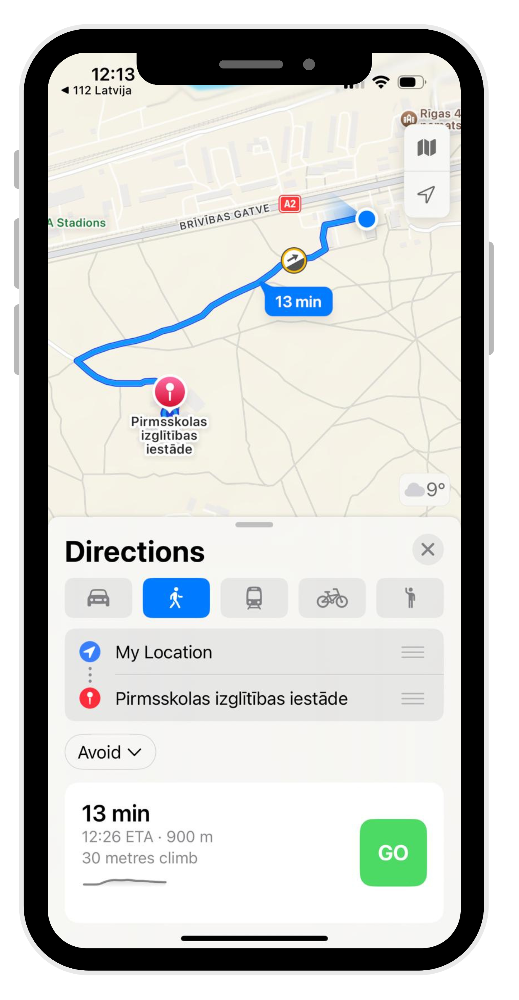 12:13
◀ 112 Latvija
Rīgas 4
A2
BRĪVĪBAS GATVE
A Stadions
13 min
Pirmsskolas
izglītības
iestāde
9°
Directions
My Location
Pirmsskolas izglītības iestāde
Avoid
13 min
12:26 ETA · 900 m
30 metres climb
GO